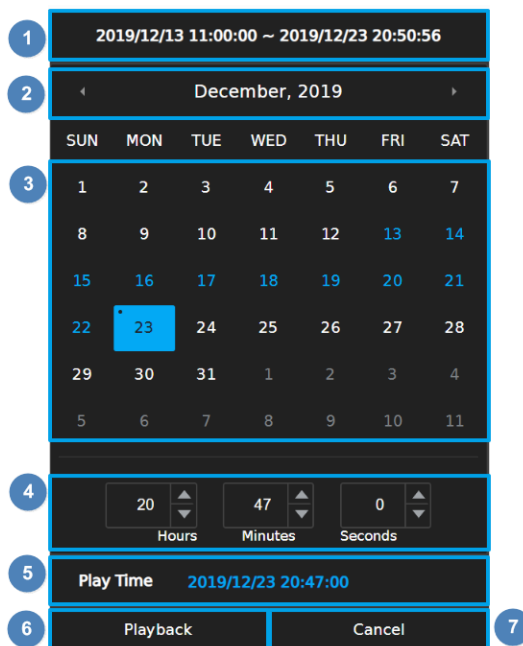 1
2019/12/13 11:00:00 ~ 2019/12/23 20:50:56
2
December, 2019
SUN MON TUE WED THU FRI SAT
3
1 2 3 4 5 6 7
8 9 10 11 12 13 14
15 16 17 18 19 20 21
22 23 24 25 26 27 28
29 30 31 1 2 3 4
5 6 7 8 9 10 11
4
20 47 0
Hours Minutes Seconds
5
Play Time 2019/12/23 20:47:00
6
Playback Cancel
7